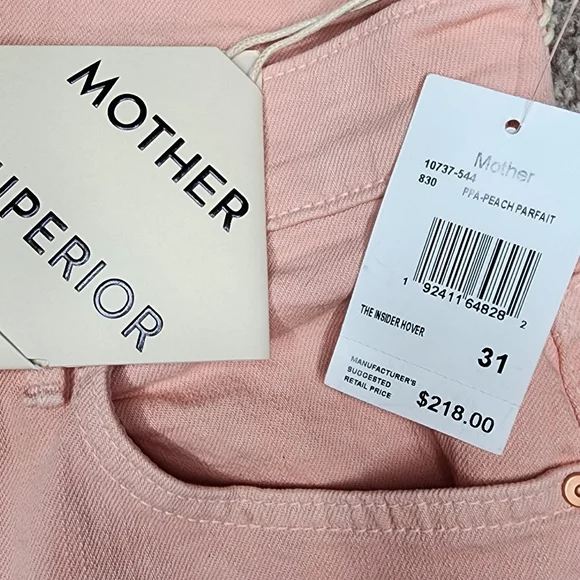 MOTHER
SUPERIOR
Mother
10737-544
830 PPA-PEACH PARFAIT
1 92411 64828 2
THE INSIDER HOVER
31
MANUFACTURER'S
SUGGESTED
RETAIL PRICE
$218.00